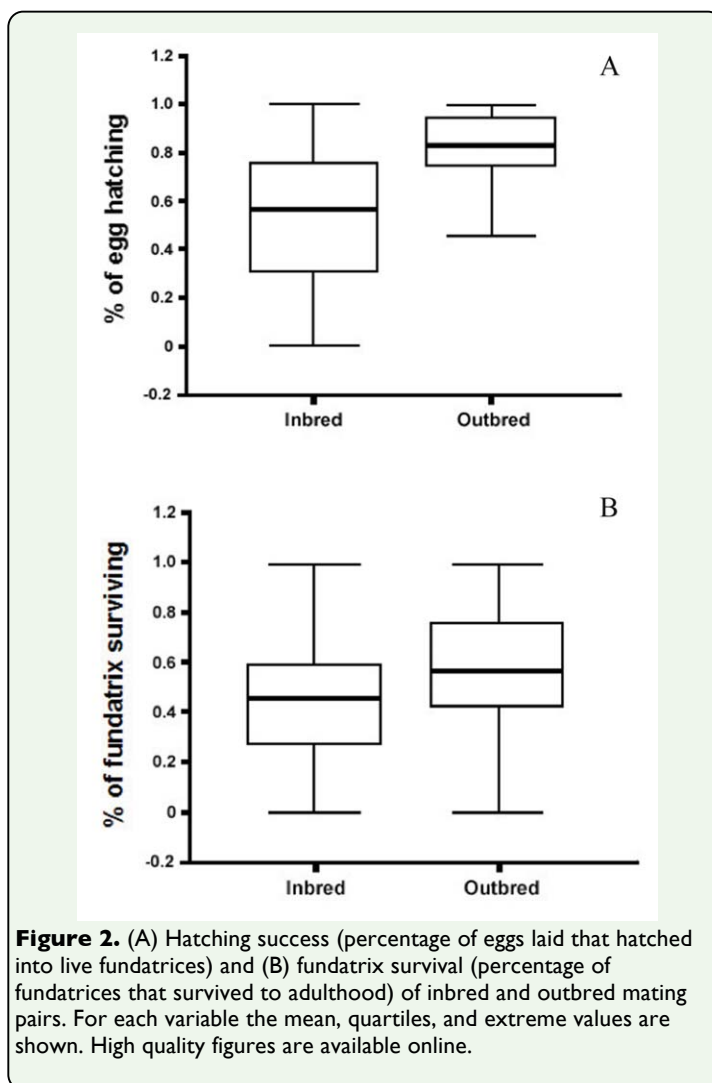 A
% of egg hatching
1.2
1.0
0.8
0.6
0.4
0.2
0
-0.2
Inbred
Outbred
B
% of fundatrix surviving
1.2
1.0
0.8
0.6
0.4
0.2
0
-0.2
Inbred
Outbred
Figure 2. (A) Hatching success (percentage of eggs laid that hatched
into live fundatrices) and (B) fundatrix survival (percentage of
fundatrices that survived to adulthood) of inbred and outbred mating
pairs. For each variable the mean, quartiles, and extreme values are
shown. High quality figures are available online.